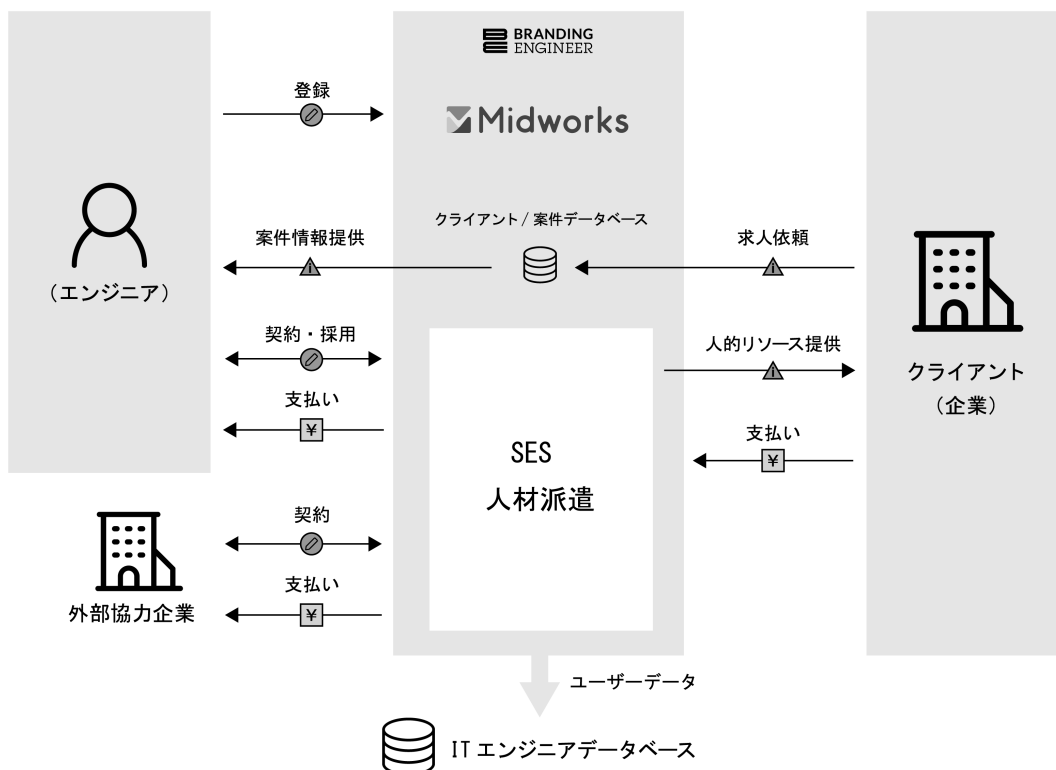 BRANDING
ENGINEER
Midworks
登録
クライアント / 案件データベース
案件情報提供
求人依頼
(エンジニア)
契約・採用
人的リソース提供
クライアント
(企業)
支払い
¥
支払い
¥
SES
人材派遣
契約
支払い
¥
外部協力企業
ユーザーデータ
IT エンジニアデータベース